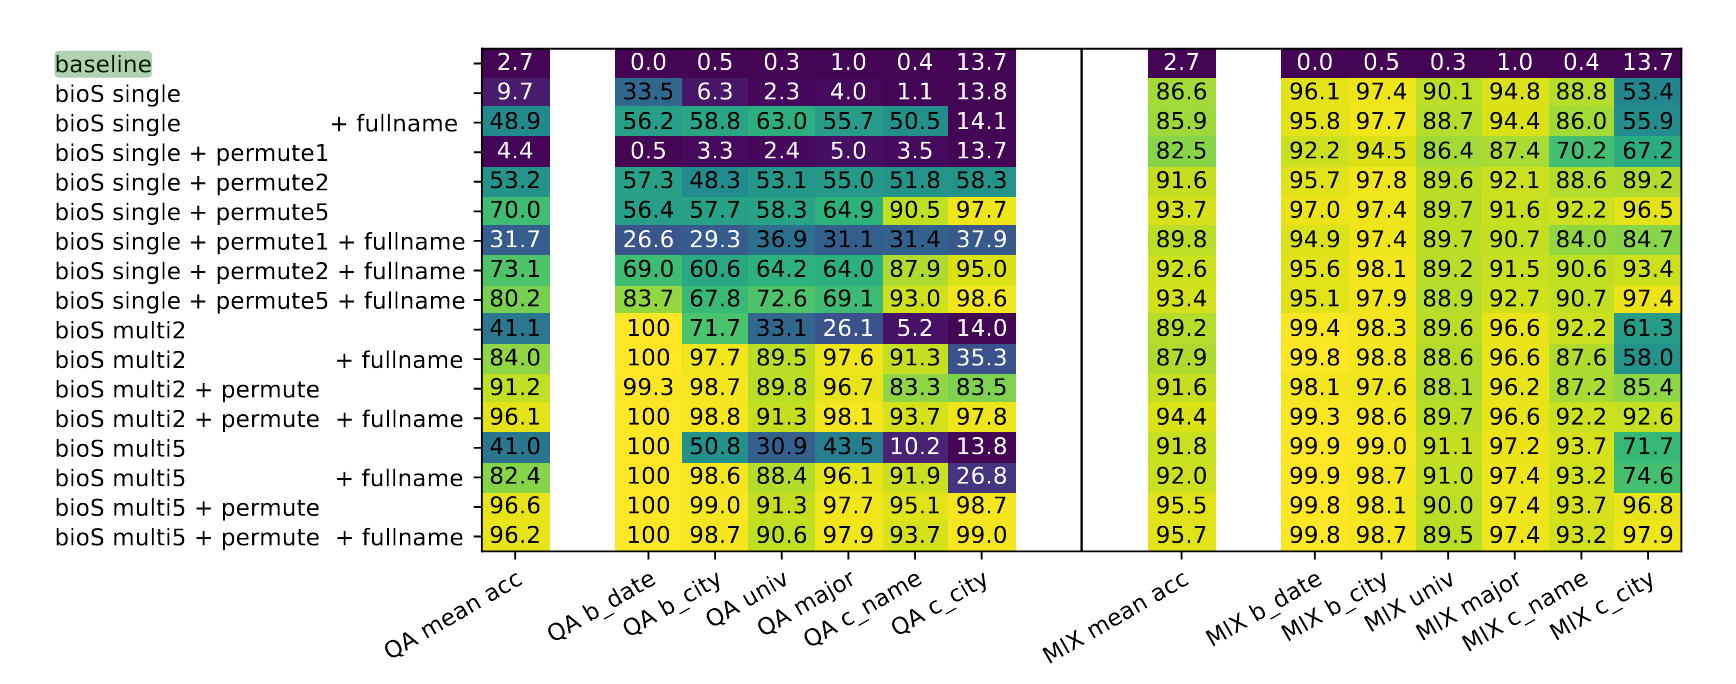 baseline 2.7 0.0 0.5 0.3 1.0 0.4 13.7 2.7 0.0 0.5 0.3 1.0 0.4 13.7
bioS single 9.7 33.5 6.3 2.3 4.0 1.1 13.8 86.6 96.1 97.4 90.1 94.8 88.8 53.4
bioS single + fullname 48.9 56.2 58.8 63.0 55.7 50.5 14.1 85.9 95.8 97.7 88.7 94.4 86.0 55.9
bioS single + permute1 4.4 0.5 3.3 2.4 5.0 3.5 13.7 82.5 92.2 94.5 86.4 87.4 70.2 67.2
bioS single + permute2 53.2 57.3 48.3 53.1 55.0 51.8 58.3 91.6 95.7 97.8 89.6 92.1 88.6 89.2
bioS single + permute5 70.0 56.4 57.7 58.3 64.9 90.5 97.7 93.7 97.0 97.4 89.7 91.6 92.2 96.5
bioS single + permute1 + fullname 31.7 26.6 29.3 36.9 31.1 31.4 37.9 89.8 94.9 97.4 89.7 90.7 84.0 84.7
bioS single + permute2 + fullname 73.1 69.0 60.6 64.2 64.0 87.9 95.0 92.6 95.6 98.1 89.2 91.5 90.6 93.4
bioS single + permute5 + fullname 80.2 83.7 67.8 72.6 69.1 93.0 98.6 93.4 95.1 97.9 88.9 92.7 90.7 97.4
bioS multi2 41.1 100 71.7 33.1 26.1 5.2 14.0 89.2 99.4 98.3 89.6 96.6 92.2 61.3
bioS multi2 + fullname 84.0 100 97.7 89.5 97.6 91.3 35.3 87.9 99.8 98.8 88.6 96.6 87.6 58.0
bioS multi2 + permute 91.2 99.3 98.7 89.8 96.7 83.3 83.5 91.6 98.1 97.6 88.1 96.2 87.2 85.4
bioS multi2 + permute + fullname 96.1 100 98.8 91.3 98.1 93.7 97.8 94.4 99.3 98.6 89.7 96.6 92.2 92.6
bioS multi5 41.0 100 50.8 30.9 43.5 10.2 13.8 91.8 99.9 99.0 91.1 97.2 93.7 71.7
bioS multi5 + fullname 82.4 100 98.6 88.4 96.1 91.9 26.8 92.0 99.9 98.7 91.0 97.4 93.2 74.6
bioS multi5 + permute 96.6 100 99.0 91.3 97.7 95.1 98.7 95.5 99.8 98.1 90.0 97.4 93.7 96.8
bioS multi5 + permute + fullname 96.2 100 98.7 90.6 97.9 93.7 99.0 95.7 99.8 98.7 89.5 97.4 93.2 97.9
QA mean acc QA b_date QA b_city QA univ QA major QA c_name QA c_city MIX mean acc MIX b_date MIX b_city MIX univ MIX major MIX c_name MIX c_city